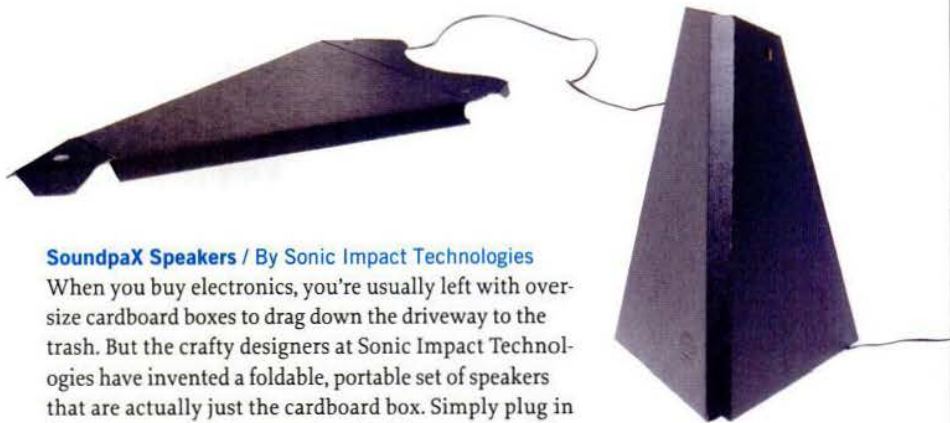 SoundpaX Speakers / By Sonic Impact Technologies
When you buy electronics, you're usually left with over-
size cardboard boxes to drag down the driveway to the
trash. But the crafty designers at Sonic Impact Technol-
ogies have invented a foldable, portable set of speakers
that are actually just the cardboard box. Simply plug in